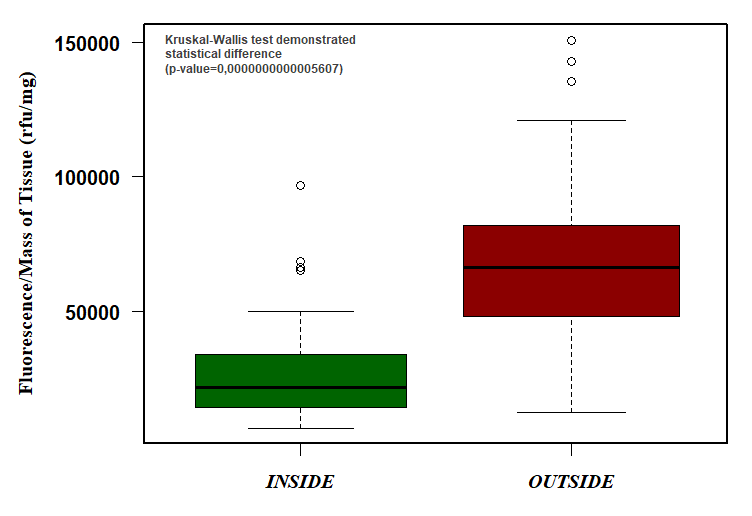 Kruskal-Wallis test demonstrated
statistical difference
(p-value=0,0000000000005607)
150000
100000
50000
Fluorescence/Mass of Tissue (rfu/mg)
INSIDE
OUTSIDE